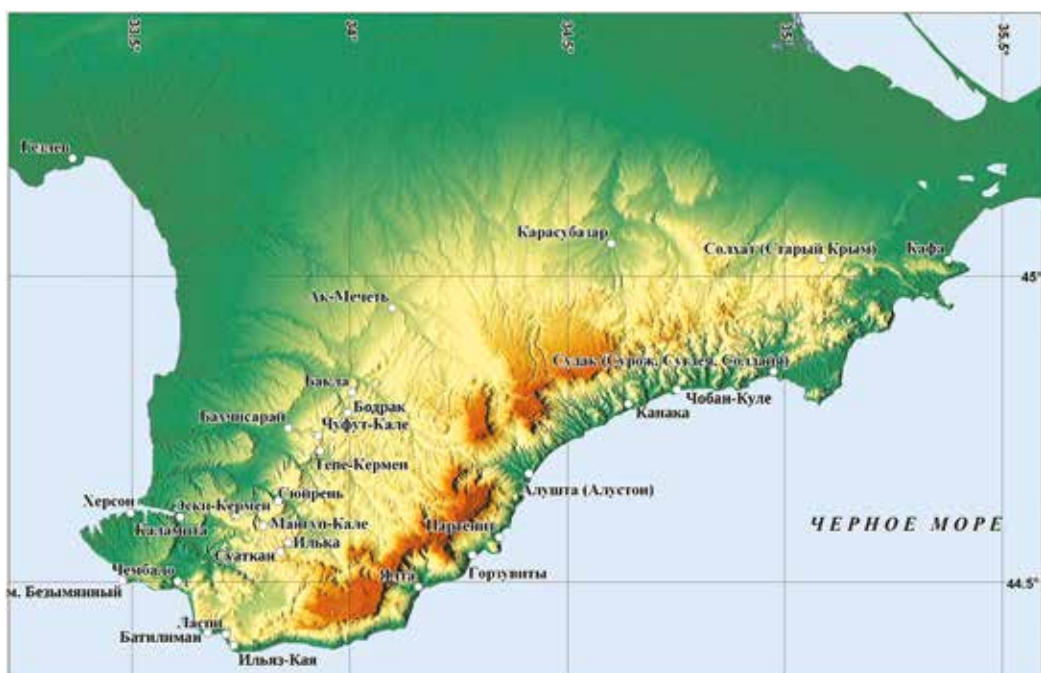 33.5°
34°
34.5°
35°
35.5°
Гёзлев
Карасубазар
Солхат (Старый Крым)
Кафа
45°
Ак-Мечеть
Судак (Сурож, Сугдея, Солдайя)
Бакла
Чобан-Куле
Бодрак
Канака
Бахчисарай
Чуфут-Кале
Тепе-Кермен
Алушта (Алустон)
Сюйрень
Херсон
Эски-Кермен
Каламита
Мангуп-Кале
Партенит
ЧЕРНОЕ МОРЕ
Илька
Суаткан
Горзувиты
Чембало
Ялта
44.5°
м. Безымянный
Ласпи
Батилиман
Ильяз-Кая